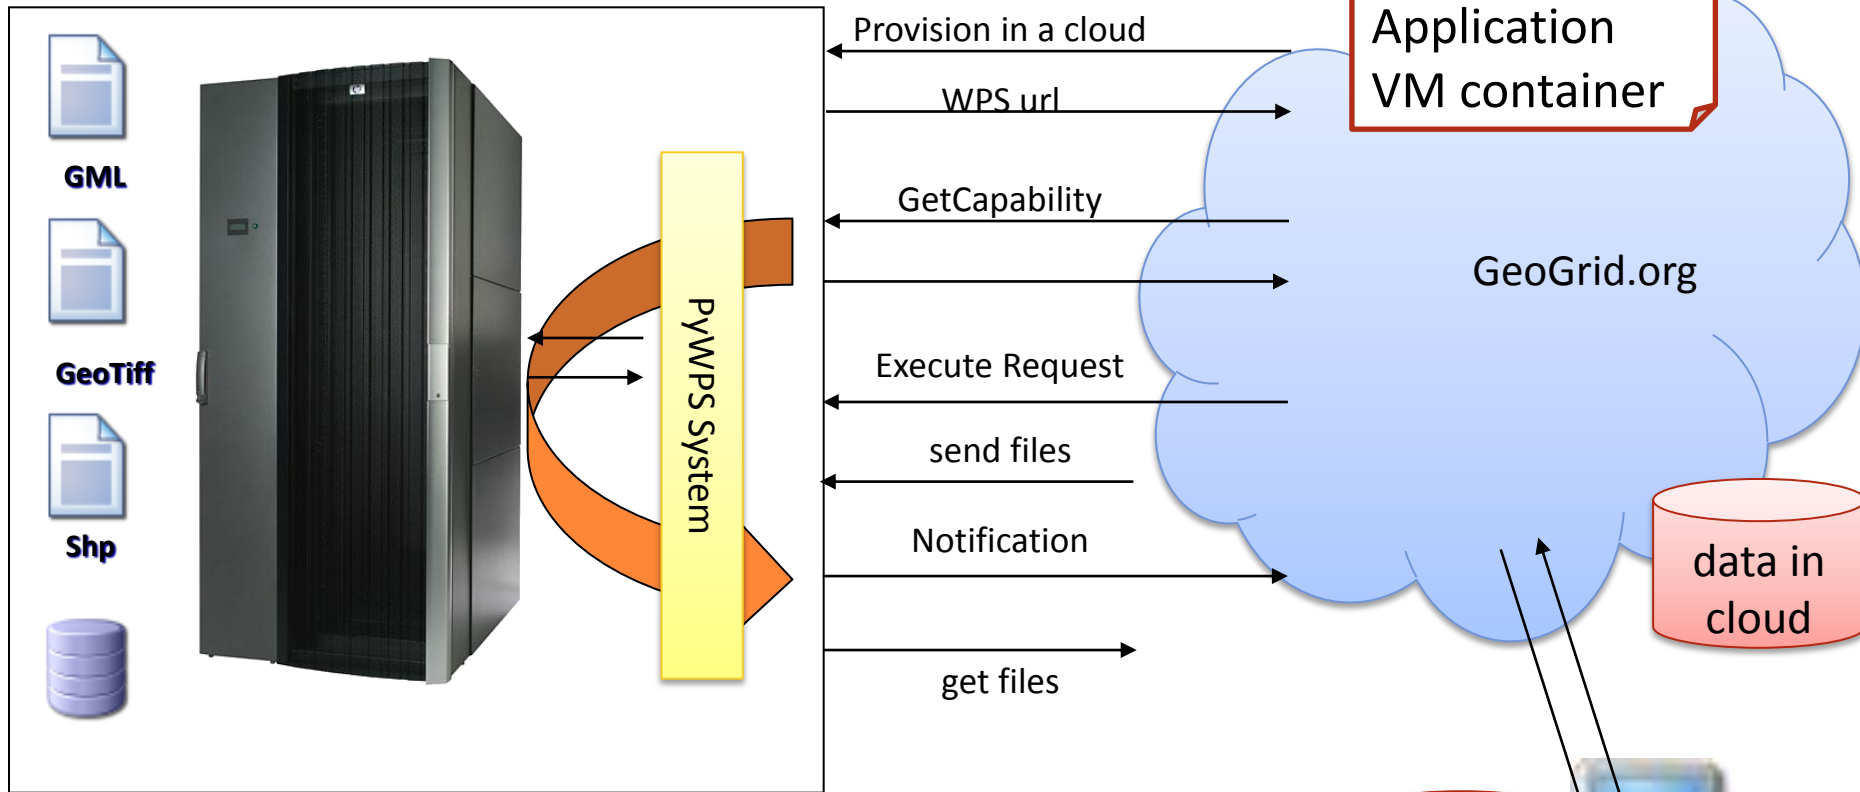 Provision in a cloud
Application
VM container
WPS url
GML
GetCapability
GeoGrid.org
PyWPS System
GeoTiff
Execute Request
send files
Shp
Notification
data in
cloud
get files